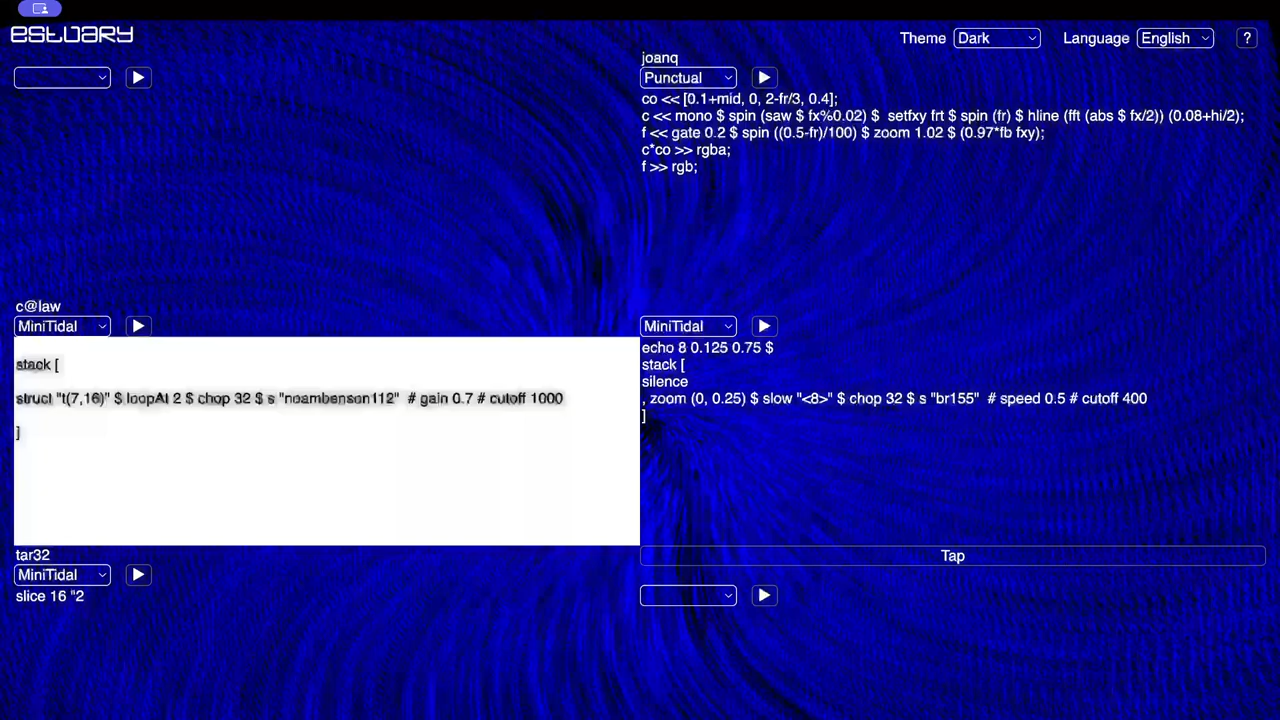 estuary
Theme Dark Language English ?
joanq
Punctual
co << [0.1+mid, 0, 2-fr/3, 0.4];
c << mono $ spin (saw $ fx%0.02) $  setfxy frt $ spin (fr) $ hline (fft (abs $ fx/2)) (0.08+hi/2);
f << gate 0.2 $ spin ((0.5-fr)/100) $ zoom 1.02 $ (0.97*fb fxy);
c*co >> rgba;
f >> rgb;
c@law
MiniTidal
stack [
struct "t(7,16)" $ loopAt 2 $ chop 32 $ s "noambenson112"  # gain 0.7 # cutoff 1000
]
MiniTidal
echo 8 0.125 0.75 $
stack [
silence
, zoom (0, 0.25) $ slow "<8>" $ chop 32 $ s "br155"  # speed 0.5 # cutoff 400
]
tar32
MiniTidal
slice 16 "2
Tap